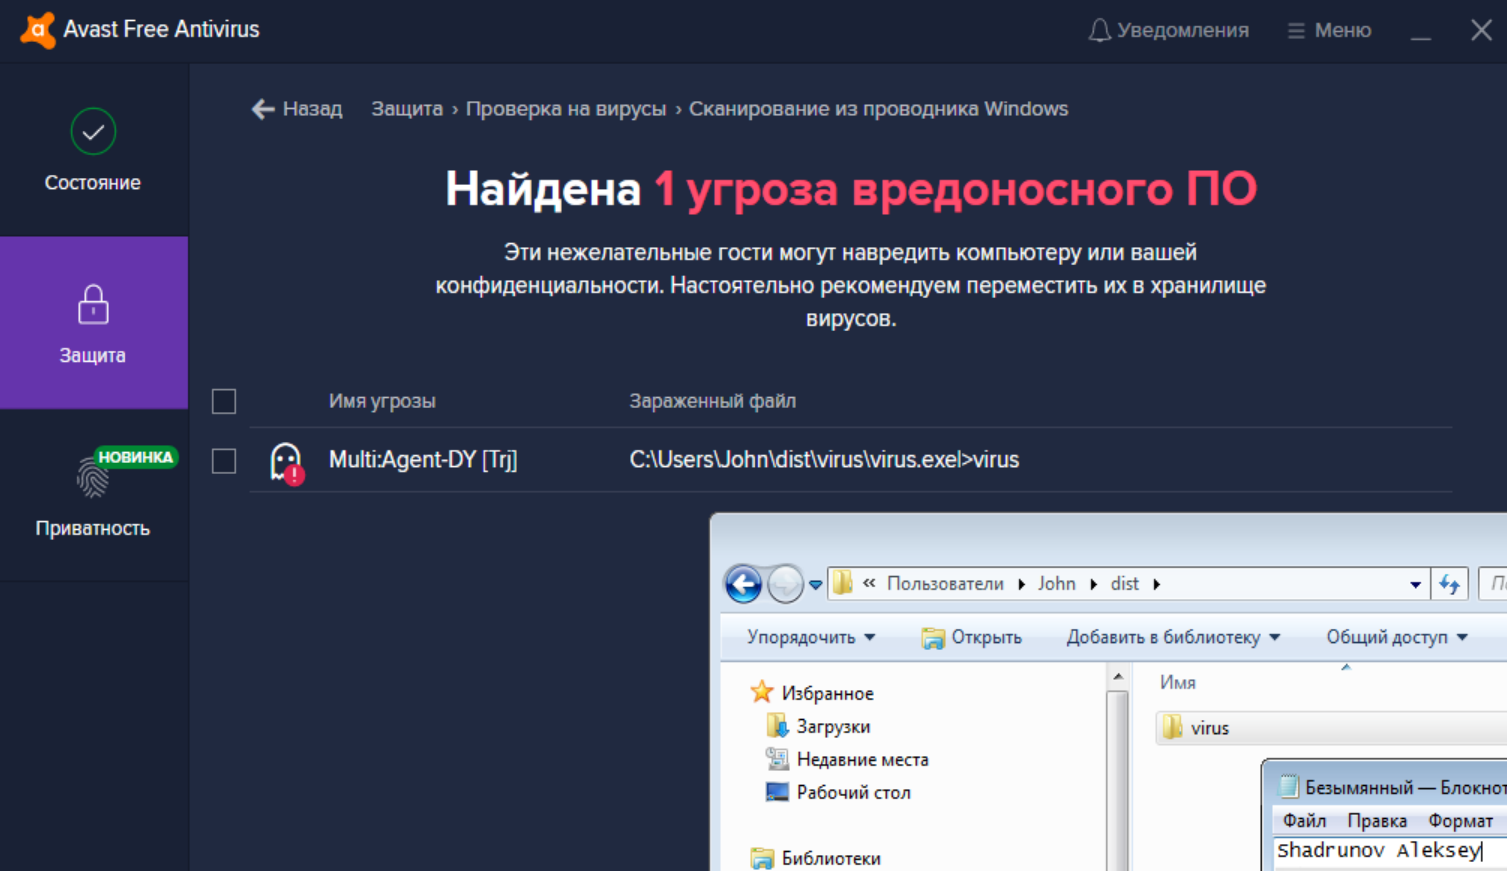 Avast Free Antivirus
Уведомления
Меню
Назад
Защита › Проверка на вирусы › Сканирование из проводника Windows
Состояние
Защита
НОВИНКА
Приватность
Найдена 1 угроза вредоносного ПО
Эти нежелательные гости могут навредить компьютеру или вашей
конфиденциальности. Настоятельно рекомендуем переместить их в хранилище
вирусов.
Имя угрозы Зараженный файл
Multi:Agent-DY [Trj] C:\Users\John\dist\virus\virus.exe|>virus
« Пользователи John dist
Упорядочить Открыть Добавить в библиотеку Общий доступ
Избранное
Загрузки
Недавние места
Рабочий стол
Библиотеки
Имя
virus
Безымянный —
Файл Правка Формат
Shadrunov Aleksey